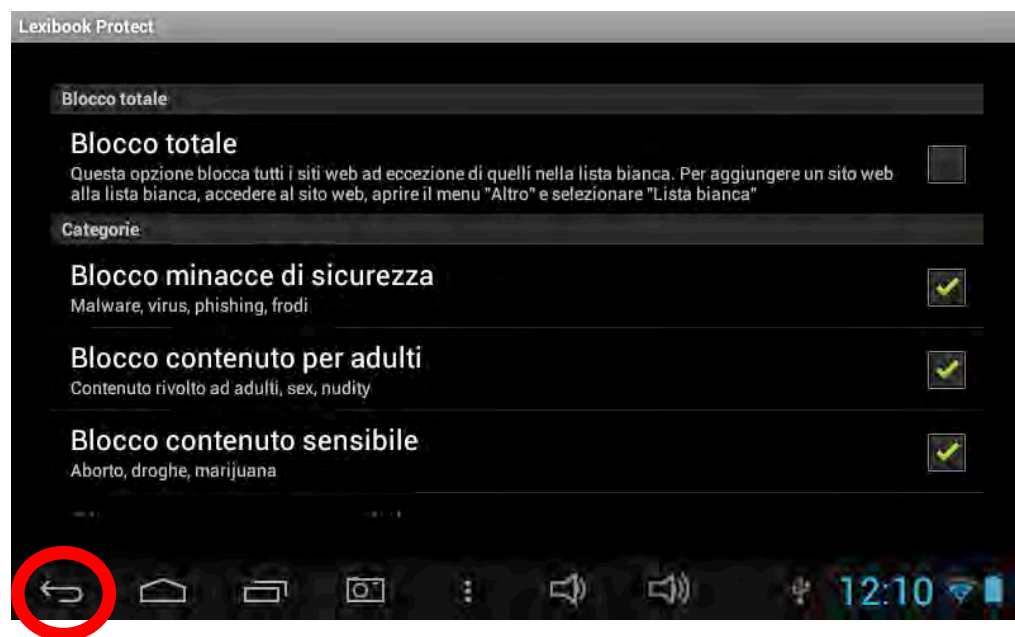 Lexibook Protect
Blocco totale
Blocco totale
Questa opzione blocca tutti i siti web ad eccezione di quelli nella lista bianca. Per aggiungere un sito web
alla lista bianca, accedere al sito web, aprire il menu "Altro" e selezionare "Lista bianca"
Categorie
Blocco minacce di sicurezza
Malware, virus, phishing, frodi
Blocco contenuto per adulti
Contenuto rivolto ad adulti, sex, nudity
Blocco contenuto sensibile
Aborto, droghe, marijuana
12:10